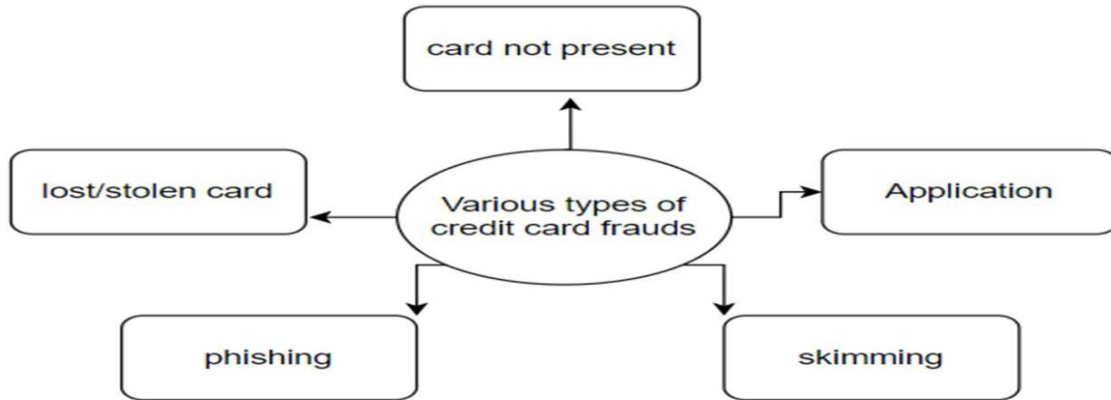 card not present
lost/stolen card
Various types of
credit card frauds
Application
phishing
skimming